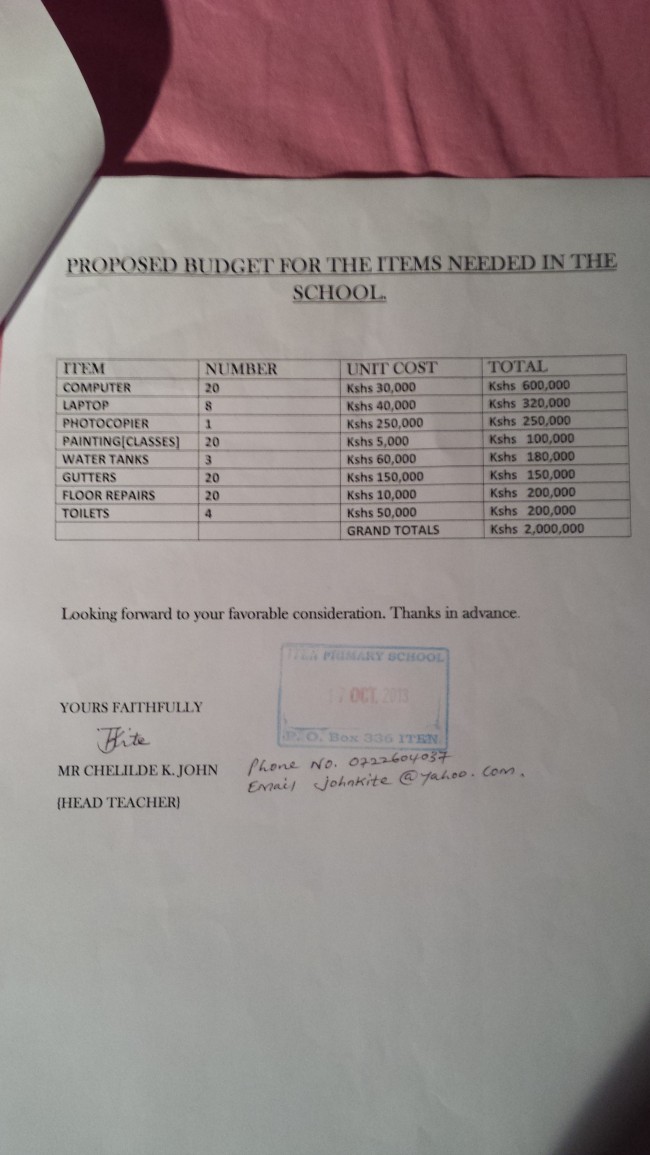 PROPOSED BUDGET FOR THE ITEMS NEEDED IN THE
SCHOOL.
ITEM NUMBER UNIT COST TOTAL
COMPUTER 20 Kshs 30,000 Kshs 600,000
LAPTOP 8 Kshs 40,000 Kshs 320,000
PHOTOCOPIER 1 Kshs 250,000 Kshs 250,000
PAINTING[CLASSES] 20 Kshs 5,000 Kshs 100,000
WATER TANKS 3 Kshs 60,000 Kshs 180,000
GUTTERS 20 Kshs 150,000 Kshs 150,000
FLOOR REPAIRS 20 Kshs 10,000 Kshs 200,000
TOILETS 4 Kshs 50,000 Kshs 200,000
GRAND TOTALS Kshs 2,000,000
Looking forward to your favorable consideration. Thanks in advance.
ITEN PRIMARY SCHOOL
17 OCT 2013
P. O. Box 336 ITEN
YOURS FAITHFULLY
MR CHELILDE K. JOHN
Phone No. 0722604037
Email johnkite@yahoo.com.
{HEAD TEACHER}